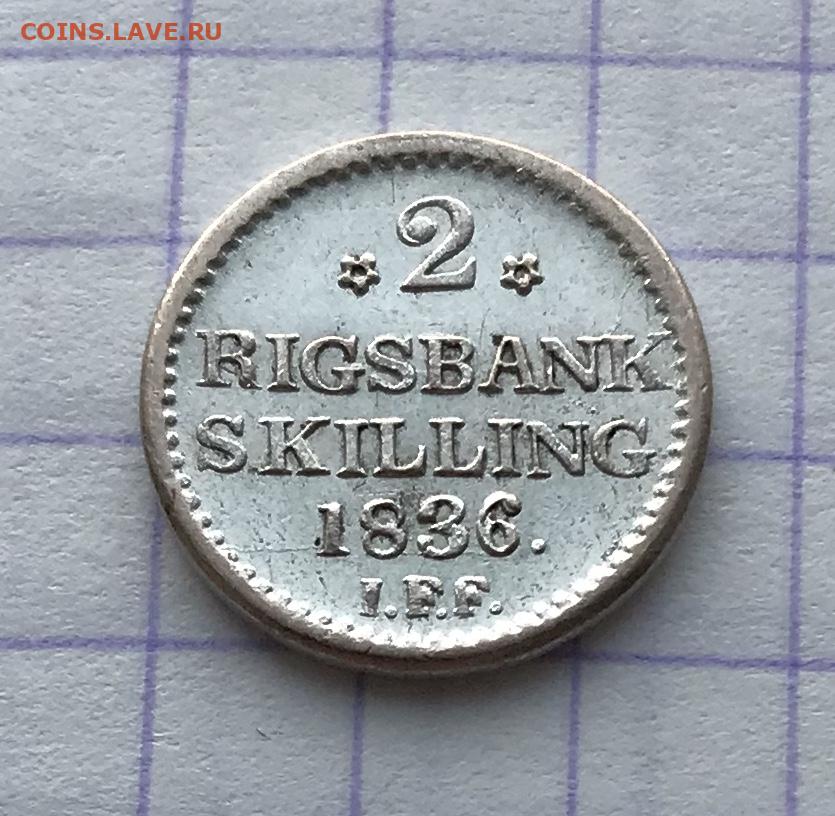 COINS.LAVE.RU
2
RIGSBANK
SKILLING
1836.
I.F.F.